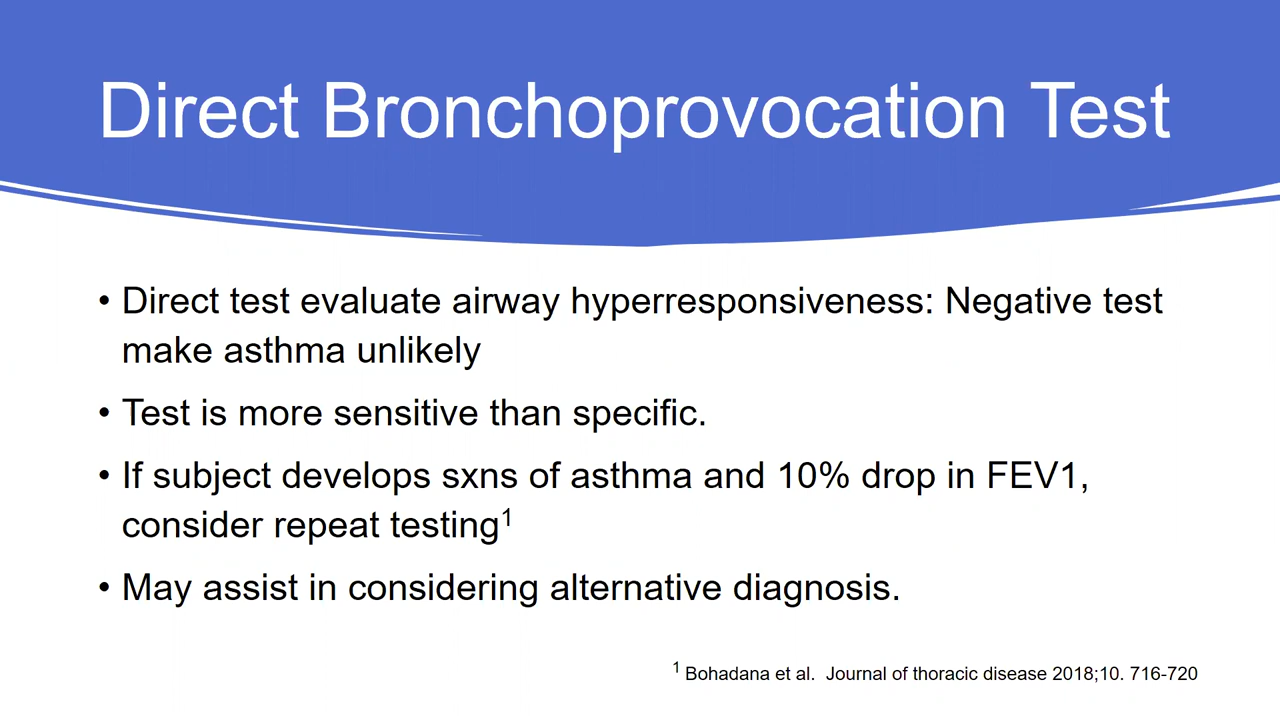 Direct Bronchoprovocation Test
• Direct test evaluate airway hyperresponsiveness: Negative test
make asthma unlikely
• Test is more sensitive than specific.
• If subject develops sxns of asthma and 10% drop in FEV1,
consider repeat testing¹
• May assist in considering alternative diagnosis.
¹ Bohadana et al. Journal of thoracic disease 2018;10. 716-720